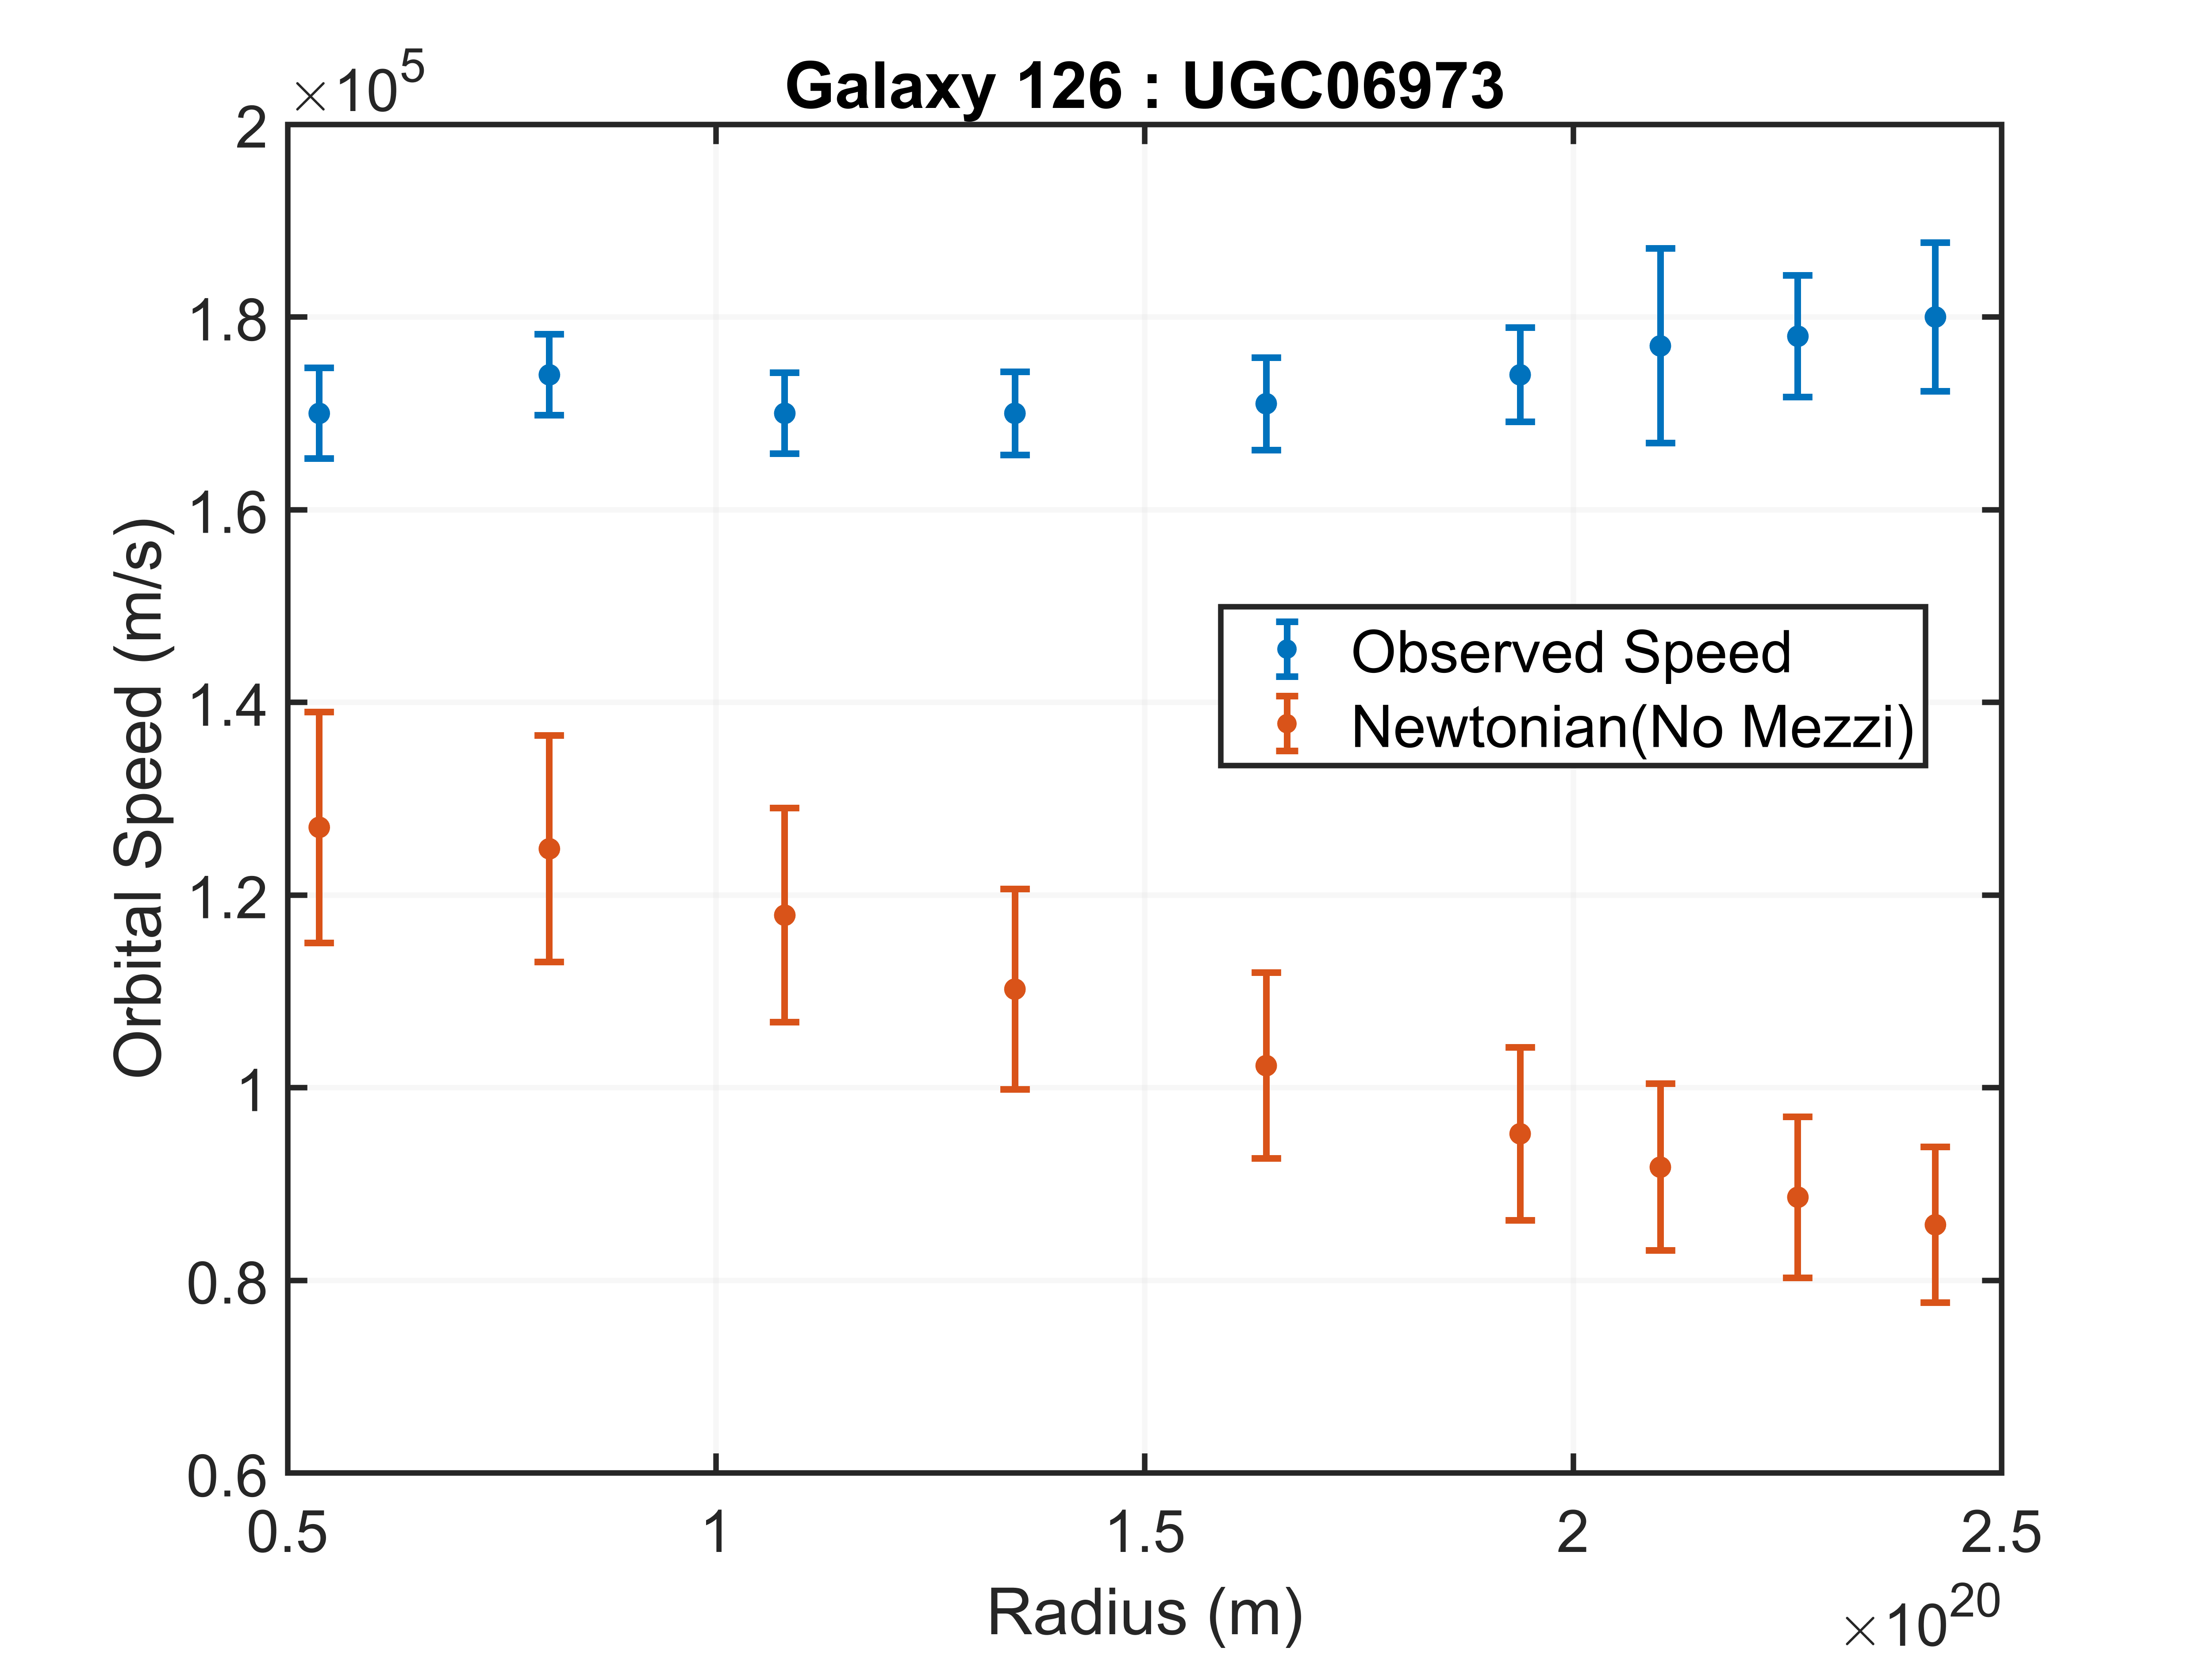 Galaxy 126 : UGC06973
×10^5
2
1.8
1.6
1.4
1.2
1
0.8
0.6
Orbital Speed (m/s)
Observed Speed
Newtonian(No Mezzi)
0.5 1 1.5 2 2.5
Radius (m)
×10^20